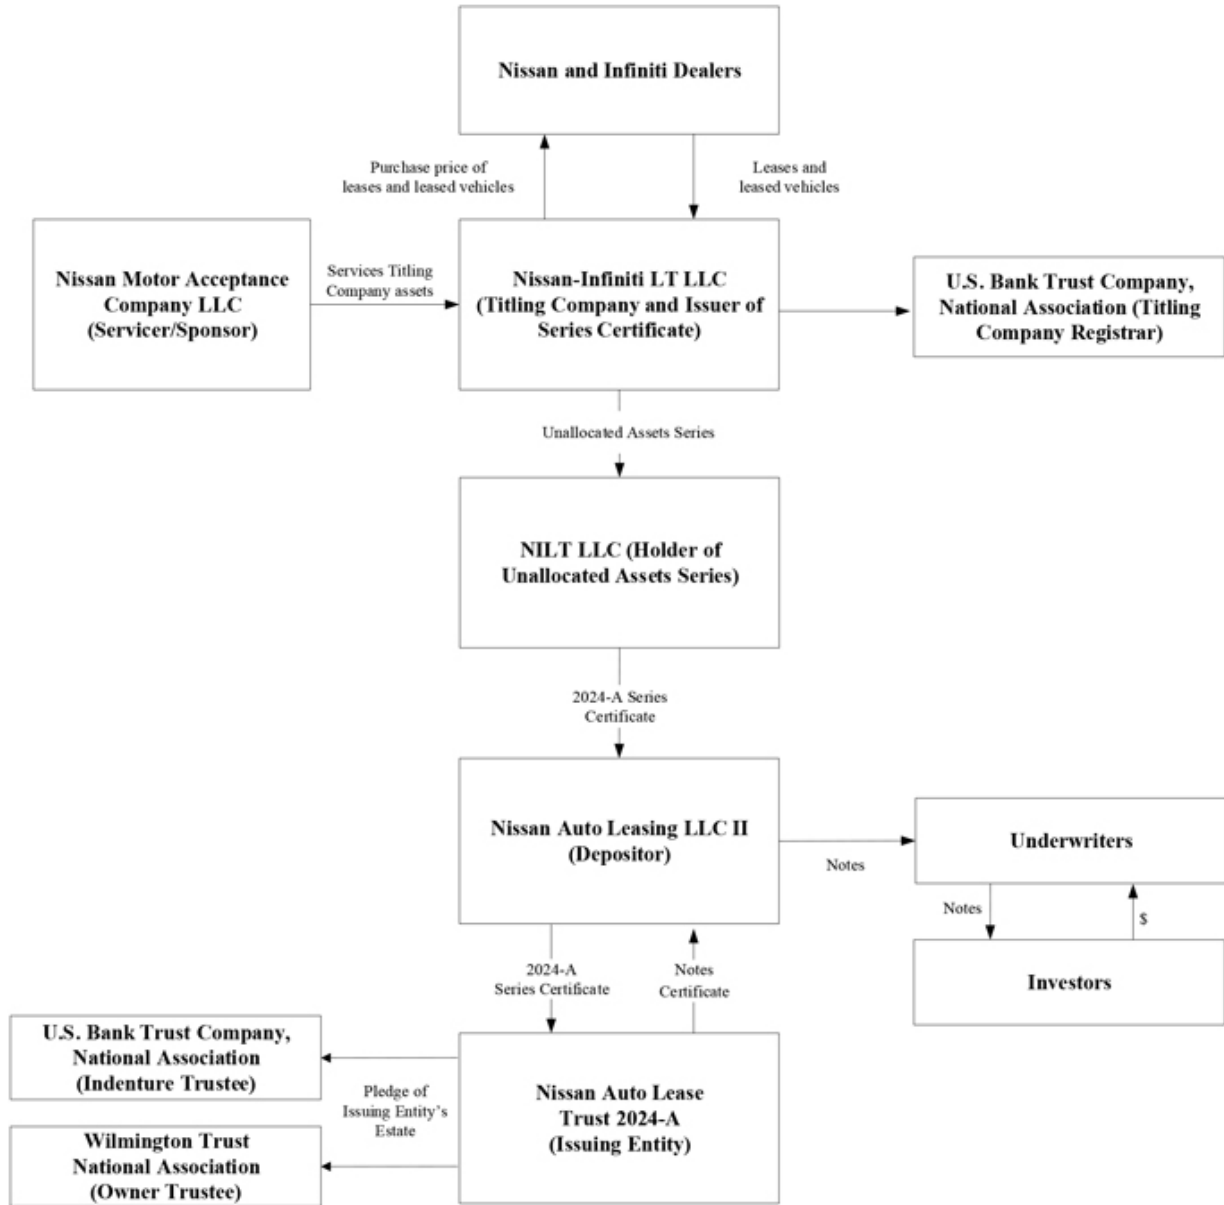 Nissan and Infiniti Dealers
Purchase price of
leases and leased vehicles
Leases and
leased vehicles
Nissan Motor Acceptance
Company LLC
(Servicer/Sponsor)
Services Titling
Company assets
Nissan-Infiniti LT LLC
(Titling Company and Issuer of
Series Certificate)
U.S. Bank Trust Company,
National Association (Titling
Company Registrar)
Unallocated Assets Series
NILT LLC (Holder of
Unallocated Assets Series)
2024-A Series
Certificate
Nissan Auto Leasing LLC II
(Depositor)
Notes
Underwriters
Notes
$
Investors
2024-A
Series Certificate
Notes
Certificate
U.S. Bank Trust Company,
National Association
(Indenture Trustee)
Pledge of
Issuing Entity's
Estate
Nissan Auto Lease
Trust 2024-A
(Issuing Entity)
Wilmington Trust
National Association
(Owner Trustee)